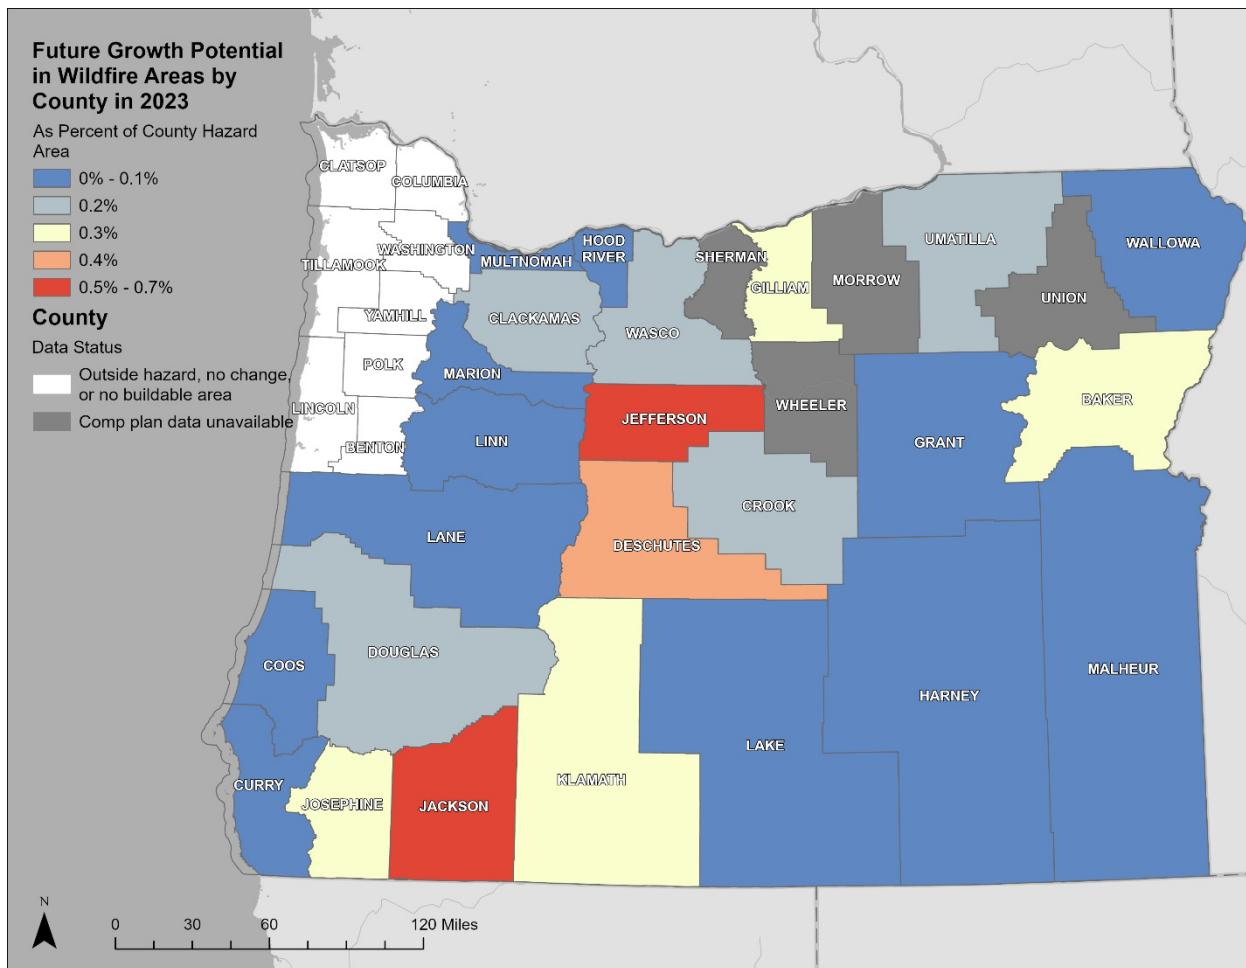 Future Growth Potential
in Wildfire Areas by
County in 2023
As Percent of County Hazard
Area
0% - 0.1%
0.2%
0.3%
0.4%
0.5% - 0.7%
County
Data Status
Outside hazard, no change,
or no buildable area
Comp plan data unavailable
CLATSOP
COLUMBIA
WASHINGTON
TILLAMOOK
YAMHILL
POLK
LINCOLN
BENTON
MULTNOMAH
HOOD
RIVER
CLACKAMAS
MARION
LINN
LANE
WASCO
SHERMAN
GILLIAM
MORROW
UMATILLA
UNION
WALLOWA
JEFFERSON
WHEELER
GRANT
BAKER
CROOK
DESCHUTES
DOUGLAS
COOS
CURRY
JOSEPHINE
JACKSON
KLAMATH
LAKE
HARNEY
MALHEUR
N
0 30 60 120 Miles